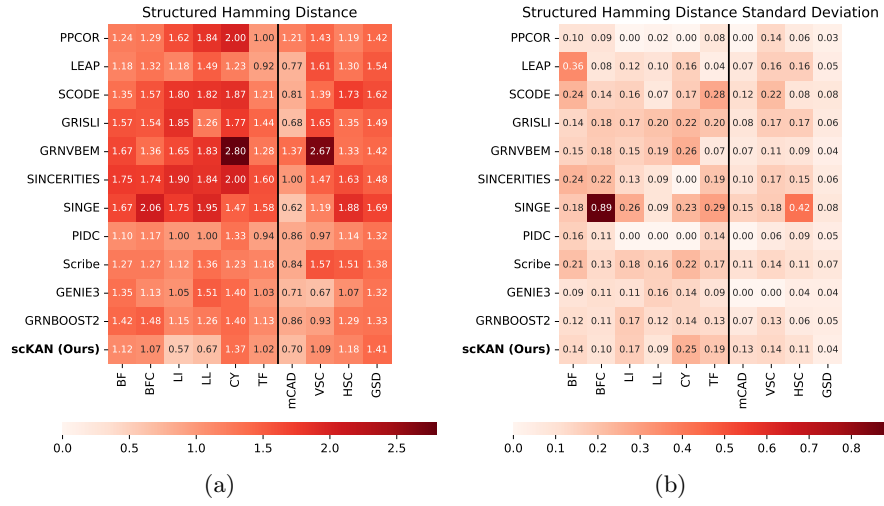 Structured Hamming Distance
PPCOR 1.24 1.29 1.62 1.84 2.00 1.00 1.21 1.43 1.19 1.42
LEAP 1.18 1.32 1.18 1.49 1.23 0.92 0.77 1.61 1.30 1.54
SCODE 1.35 1.57 1.80 1.82 1.87 1.21 0.81 1.39 1.73 1.62
GRISLI 1.57 1.54 1.85 1.26 1.77 1.44 0.68 1.65 1.35 1.49
GRNVBEM 1.67 1.36 1.65 1.83 2.80 1.28 1.37 2.67 1.33 1.42
SINCERITIES 1.75 1.74 1.90 1.84 2.00 1.60 1.00 1.47 1.63 1.48
SINGE 1.67 2.06 1.75 1.95 1.47 1.58 0.62 1.19 1.88 1.69
PIDC 1.10 1.17 1.00 1.00 1.33 0.94 0.86 0.97 1.14 1.32
Scribe 1.27 1.27 1.12 1.36 1.23 1.18 0.84 1.57 1.51 1.38
GENIE3 1.35 1.13 1.05 1.51 1.40 1.03 0.71 0.67 1.07 1.32
GRNBOOST2 1.42 1.48 1.15 1.26 1.40 1.13 0.86 0.93 1.29 1.33
scKAN (Ours) 1.12 1.07 0.57 0.67 1.37 1.02 0.70 1.09 1.18 1.41
BF BFC LI LL CY TF mCAD VSC HSC GSD
0.0 0.5 1.0 1.5 2.0 2.5
(a)
Structured Hamming Distance Standard Deviation
PPCOR 0.10 0.09 0.00 0.02 0.00 0.08 0.00 0.14 0.06 0.03
LEAP 0.36 0.08 0.12 0.10 0.16 0.04 0.07 0.16 0.16 0.05
SCODE 0.24 0.14 0.16 0.07 0.17 0.28 0.12 0.22 0.08 0.08
GRISLI 0.14 0.18 0.17 0.20 0.22 0.20 0.08 0.17 0.17 0.06
GRNVBEM 0.15 0.18 0.15 0.19 0.26 0.07 0.07 0.11 0.09 0.04
SINCERITIES 0.24 0.22 0.13 0.09 0.00 0.19 0.10 0.17 0.15 0.06
SINGE 0.18 0.89 0.26 0.09 0.23 0.29 0.15 0.18 0.42 0.08
PIDC 0.16 0.11 0.00 0.00 0.00 0.14 0.00 0.06 0.09 0.05
Scribe 0.21 0.13 0.18 0.16 0.22 0.17 0.11 0.14 0.11 0.07
GENIE3 0.09 0.11 0.11 0.16 0.14 0.09 0.00 0.00 0.04 0.04
GRNBOOST2 0.12 0.11 0.17 0.12 0.14 0.13 0.07 0.13 0.06 0.05
scKAN (Ours) 0.14 0.10 0.17 0.09 0.25 0.19 0.13 0.14 0.11 0.04
BF BFC LI LL CY TF mCAD VSC HSC GSD
0.0 0.1 0.2 0.3 0.4 0.5 0.6 0.7 0.8
(b)